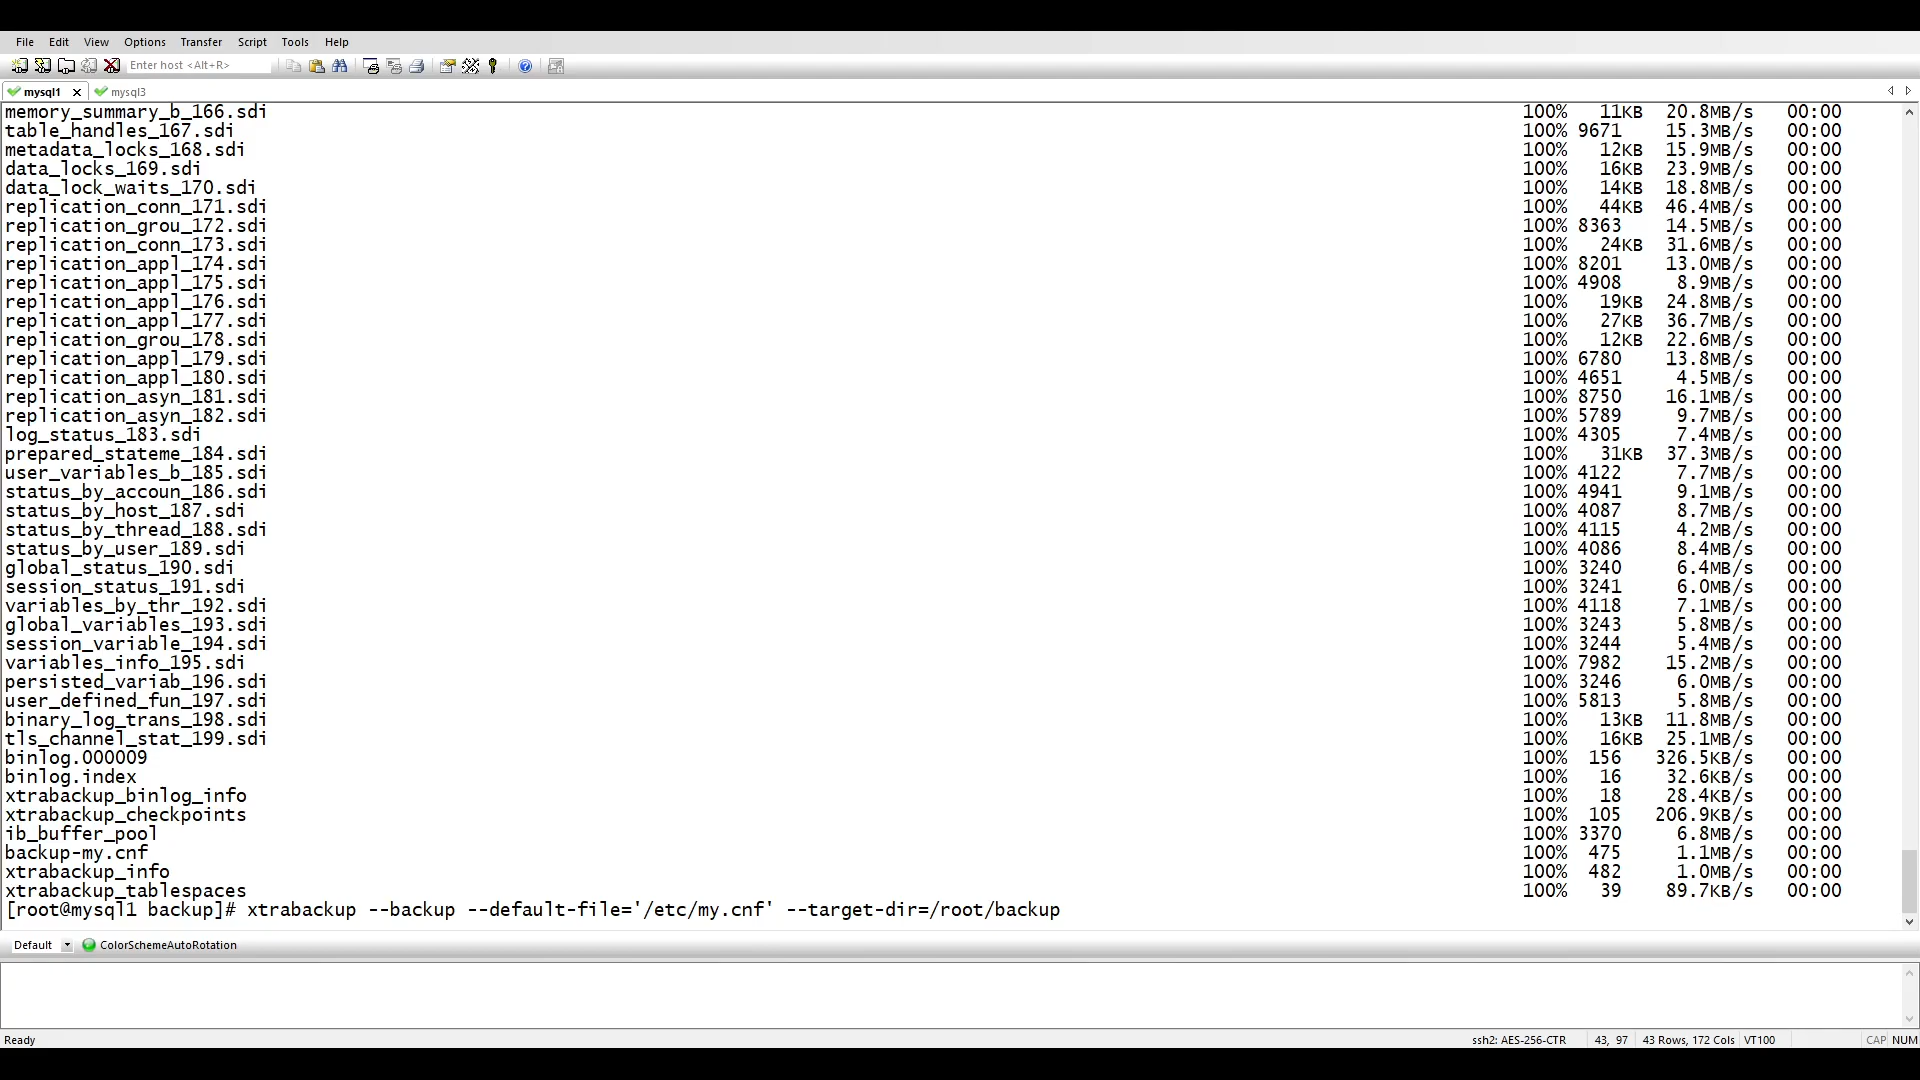 File Edit View Options Transfer Script Tools Help
Enter host <Alt+R>
mysql1 mysql3
memory_summary_b_166.sdi 100% 11KB 20.8MB/s 00:00
table_handles_167.sdi 100% 9671 15.3MB/s 00:00
metadata_locks_168.sdi 100% 12KB 15.9MB/s 00:00
data_locks_169.sdi 100% 16KB 23.9MB/s 00:00
data_lock_waits_170.sdi 100% 14KB 18.8MB/s 00:00
replication_conn_171.sdi 100% 44KB 46.4MB/s 00:00
replication_grou_172.sdi 100% 8363 14.5MB/s 00:00
replication_conn_173.sdi 100% 24KB 31.6MB/s 00:00
replication_appl_174.sdi 100% 8201 13.0MB/s 00:00
replication_appl_175.sdi 100% 4908 8.9MB/s 00:00
replication_appl_176.sdi 100% 19KB 24.8MB/s 00:00
replication_appl_177.sdi 100% 27KB 36.7MB/s 00:00
replication_grou_178.sdi 100% 12KB 22.6MB/s 00:00
replication_appl_179.sdi 100% 6780 13.8MB/s 00:00
replication_appl_180.sdi 100% 4651 4.5MB/s 00:00
replication_asyn_181.sdi 100% 8750 16.1MB/s 00:00
replication_asyn_182.sdi 100% 5789 9.7MB/s 00:00
log_status_183.sdi 100% 4305 7.4MB/s 00:00
prepared_stateme_184.sdi 100% 31KB 37.3MB/s 00:00
user_variables_b_185.sdi 100% 4122 7.7MB/s 00:00
status_by_accoun_186.sdi 100% 4941 9.1MB/s 00:00
status_by_host_187.sdi 100% 4087 8.7MB/s 00:00
status_by_thread_188.sdi 100% 4115 4.2MB/s 00:00
status_by_user_189.sdi 100% 4086 8.4MB/s 00:00
global_status_190.sdi 100% 3240 6.4MB/s 00:00
session_status_191.sdi 100% 3241 6.0MB/s 00:00
variables_by_thr_192.sdi 100% 4118 7.1MB/s 00:00
global_variables_193.sdi 100% 3243 5.8MB/s 00:00
session_variable_194.sdi 100% 3244 5.4MB/s 00:00
variables_info_195.sdi 100% 7982 15.2MB/s 00:00
persisted_variab_196.sdi 100% 3246 6.0MB/s 00:00
user_defined_fun_197.sdi 100% 5813 5.8MB/s 00:00
binary_log_trans_198.sdi 100% 13KB 11.8MB/s 00:00
tls_channel_stat_199.sdi 100% 16KB 25.1MB/s 00:00
binlog.000009 100% 156 326.5KB/s 00:00
binlog.index 100% 16 32.6KB/s 00:00
xtrabackup_binlog_info 100% 18 28.4KB/s 00:00
xtrabackup_checkpoints 100% 105 206.9KB/s 00:00
ib_buffer_pool 100% 3370 6.8MB/s 00:00
backup-my.cnf 100% 475 1.1MB/s 00:00
xtrabackup_info 100% 482 1.0MB/s 00:00
xtrabackup_tablespaces 100% 39 89.7KB/s 00:00
[root@mysql1 backup]# xtrabackup --backup --default-file='/etc/my.cnf' --target-dir=/root/backup
Default ColorSchemeAutoRotation
Ready ssh2: AES-256-CTR 43, 97 43 Rows, 172 Cols VT100 CAP NUM